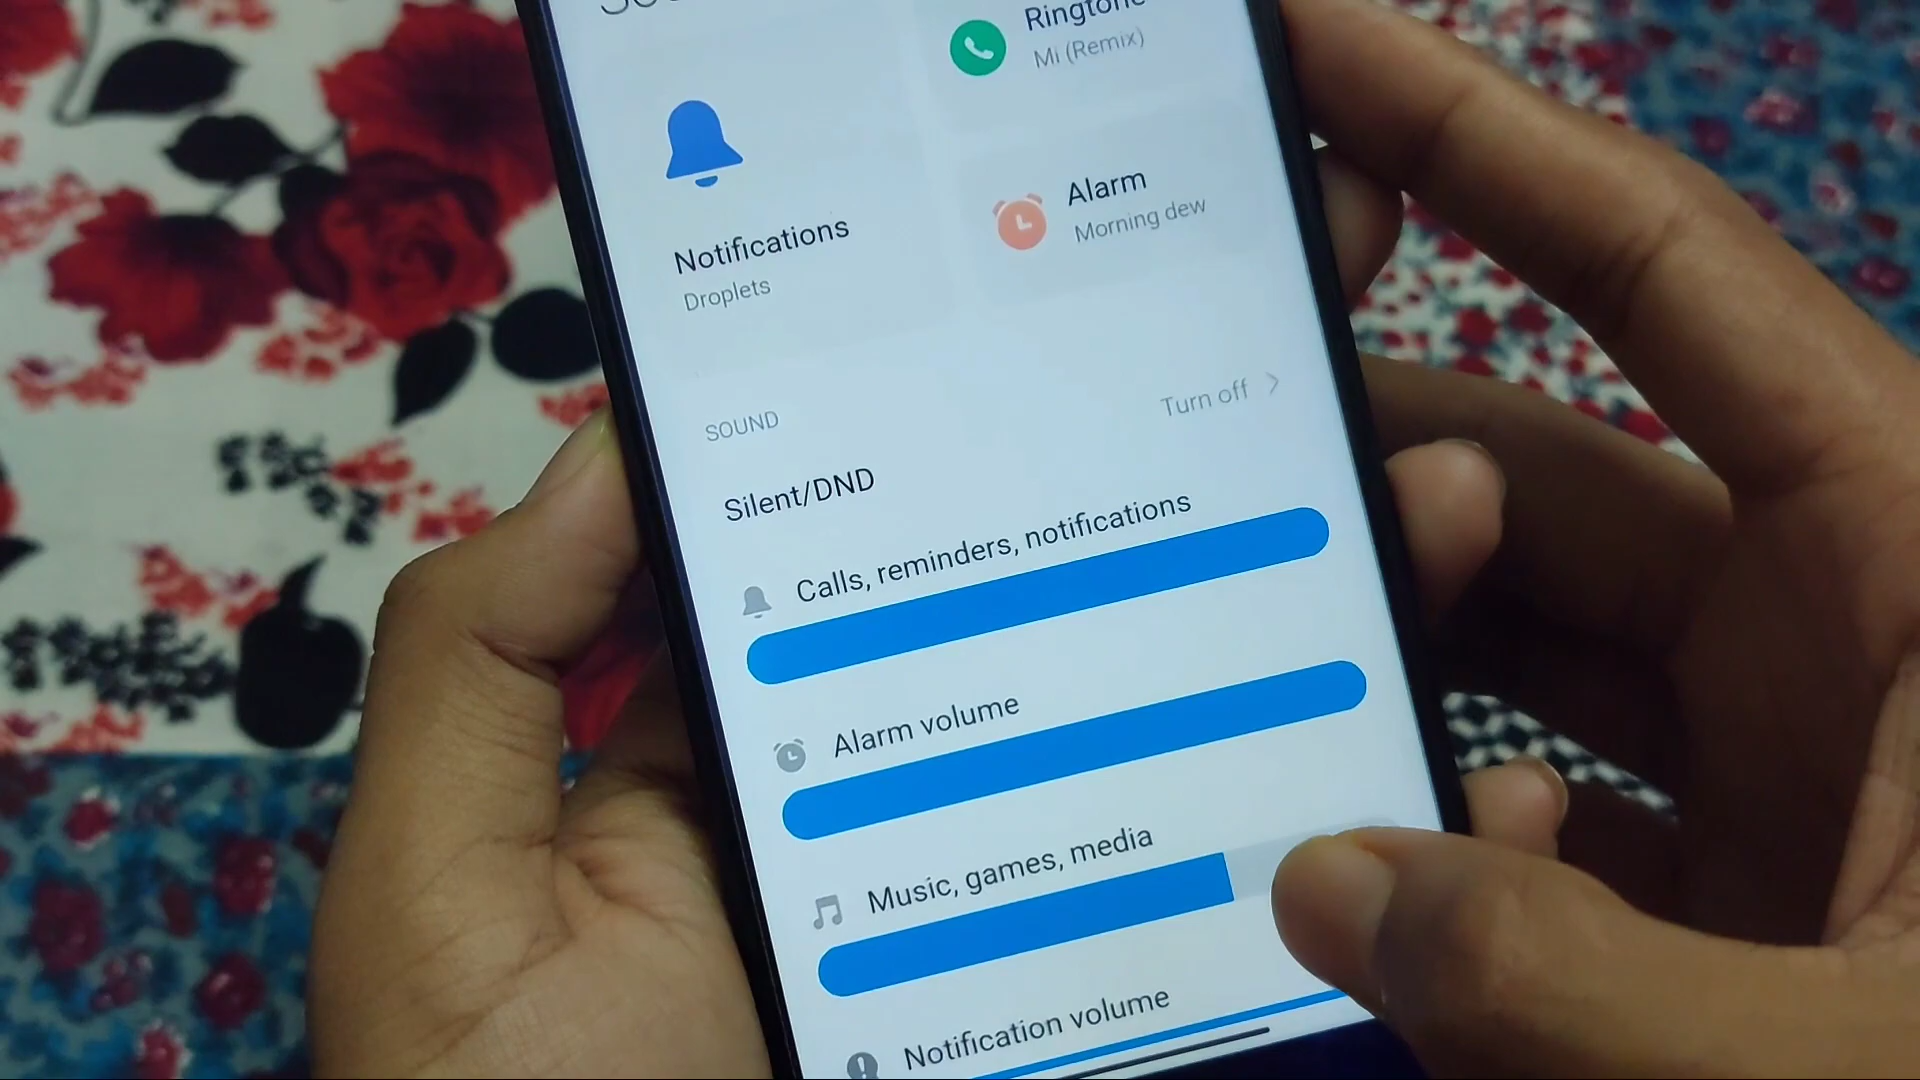 Ringtone
Mi (Remix)
Notifications
Droplets
Alarm
Morning dew
SOUND
Turn off
Silent/DND
Calls, reminders, notifications
Alarm volume
Music, games, media
Notification volume